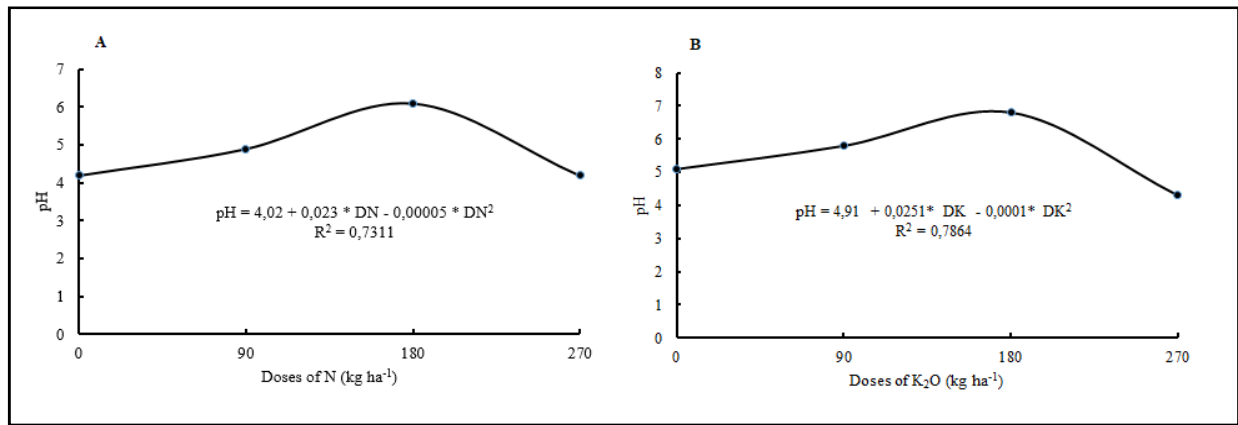 A
7
6
5
4
3
2
1
0
pH
pH = 4,02 + 0,023 * DN - 0,00005 * DN²
R² = 0,7311
0 90 180 270
Doses of N (kg ha⁻¹)
B
8
7
6
5
4
3
2
1
0
pH
pH = 4,91 + 0,0251* DK - 0,0001* DK²
R² = 0,7864
0 90 180 270
Doses of K₂O (kg ha⁻¹)